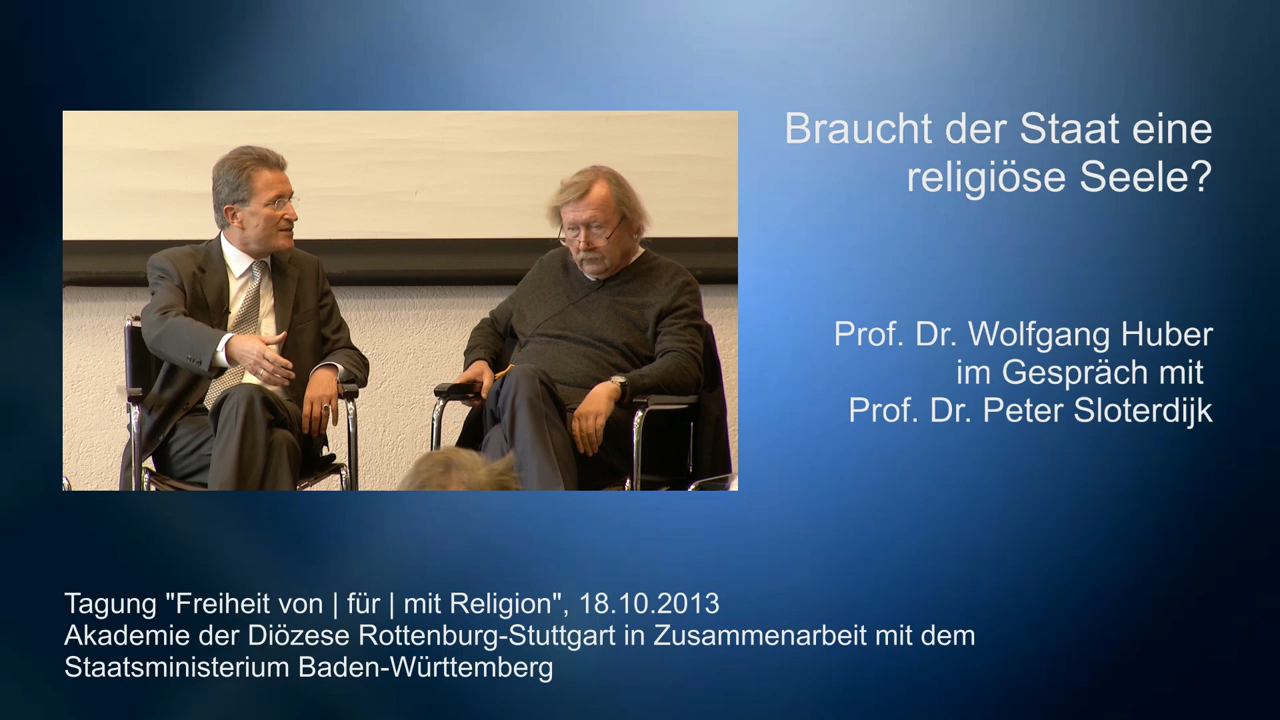 Braucht der Staat eine
religiöse Seele?
Prof. Dr. Wolfgang Huber
im Gespräch mit
Prof. Dr. Peter Sloterdijk
Tagung "Freiheit von | für | mit Religion", 18.10.2013
Akademie der Diözese Rottenburg-Stuttgart in Zusammenarbeit mit dem
Staatsministerium Baden-Württemberg